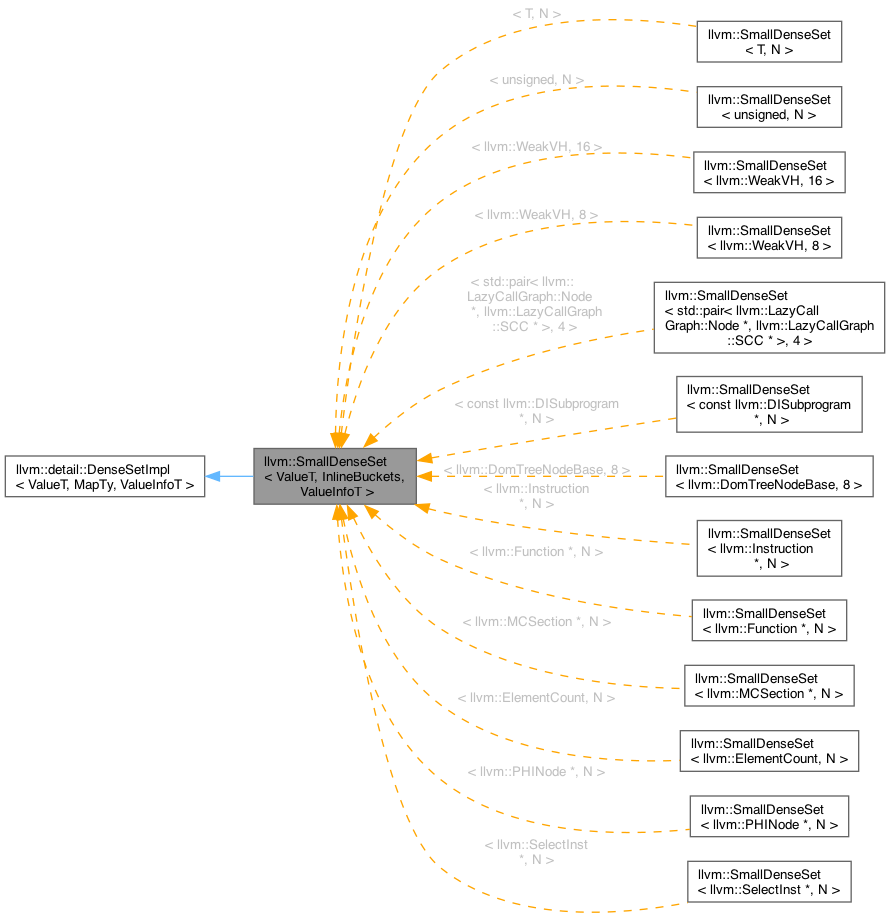 < T, N >
llvm::SmallDenseSet
< T, N >
< unsigned, N >
llvm::SmallDenseSet
< unsigned, N >
< llvm::WeakVH, 16 >
llvm::SmallDenseSet
< llvm::WeakVH, 16 >
< llvm::WeakVH, 8 >
llvm::SmallDenseSet
< llvm::WeakVH, 8 >
< std::pair< llvm::
LazyCallGraph::Node
*, llvm::LazyCallGraph
::SCC * >, 4 >
llvm::SmallDenseSet
< std::pair< llvm::LazyCall
Graph::Node *, llvm::LazyCallGraph
::SCC * >, 4 >
< const llvm::DISubprogram
*, N >
llvm::SmallDenseSet
< const llvm::DISubprogram
*, N >
llvm::detail::DenseSetImpl
< ValueT, MapTy, ValueInfoT >
llvm::SmallDenseSet
< ValueT, InlineBuckets,
ValueInfoT >
< llvm::DomTreeNodeBase, 8 >
llvm::SmallDenseSet
< llvm::DomTreeNodeBase, 8 >
< llvm::Instruction
*, N >
llvm::SmallDenseSet
< llvm::Instruction
*, N >
< llvm::Function *, N >
llvm::SmallDenseSet
< llvm::Function *, N >
< llvm::MCSection *, N >
llvm::SmallDenseSet
< llvm::MCSection *, N >
< llvm::ElementCount, N >
llvm::SmallDenseSet
< llvm::ElementCount, N >
< llvm::PHINode *, N >
llvm::SmallDenseSet
< llvm::PHINode *, N >
< llvm::SelectInst
*, N >
llvm::SmallDenseSet
< llvm::SelectInst *, N >